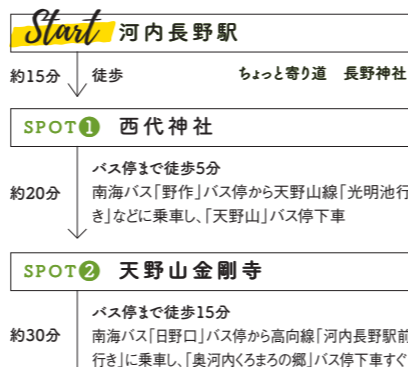 Start 河内長野駅
約15分 徒歩 ちょっと寄り道 長野神社
SPOT❶ 西代神社
バス停まで徒歩5分
約20分 南海バス「野作」バス停から天野山線「光明池行
き」などに乗車し、「天野山」バス停下車
SPOT❷ 天野山金剛寺
バス停まで徒歩15分
約30分 南海バス「日野口」バス停から高向線「河内長野駅前
行き」に乗車し、「奥河内くろまろの郷」バス停下車すぐ